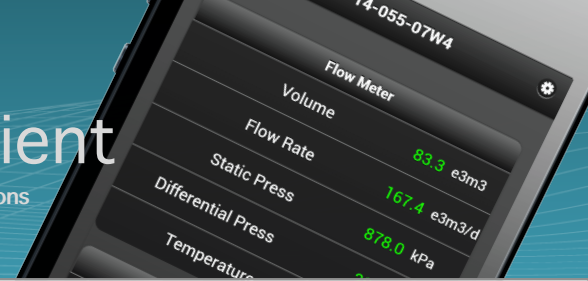 14-055-07W4
Flow Meter
Volume 83.3 e3m3
Flow Rate 167.4 e3m3/d
Static Press 878.0 kPa
Differential Press
Temperature
ient
ons